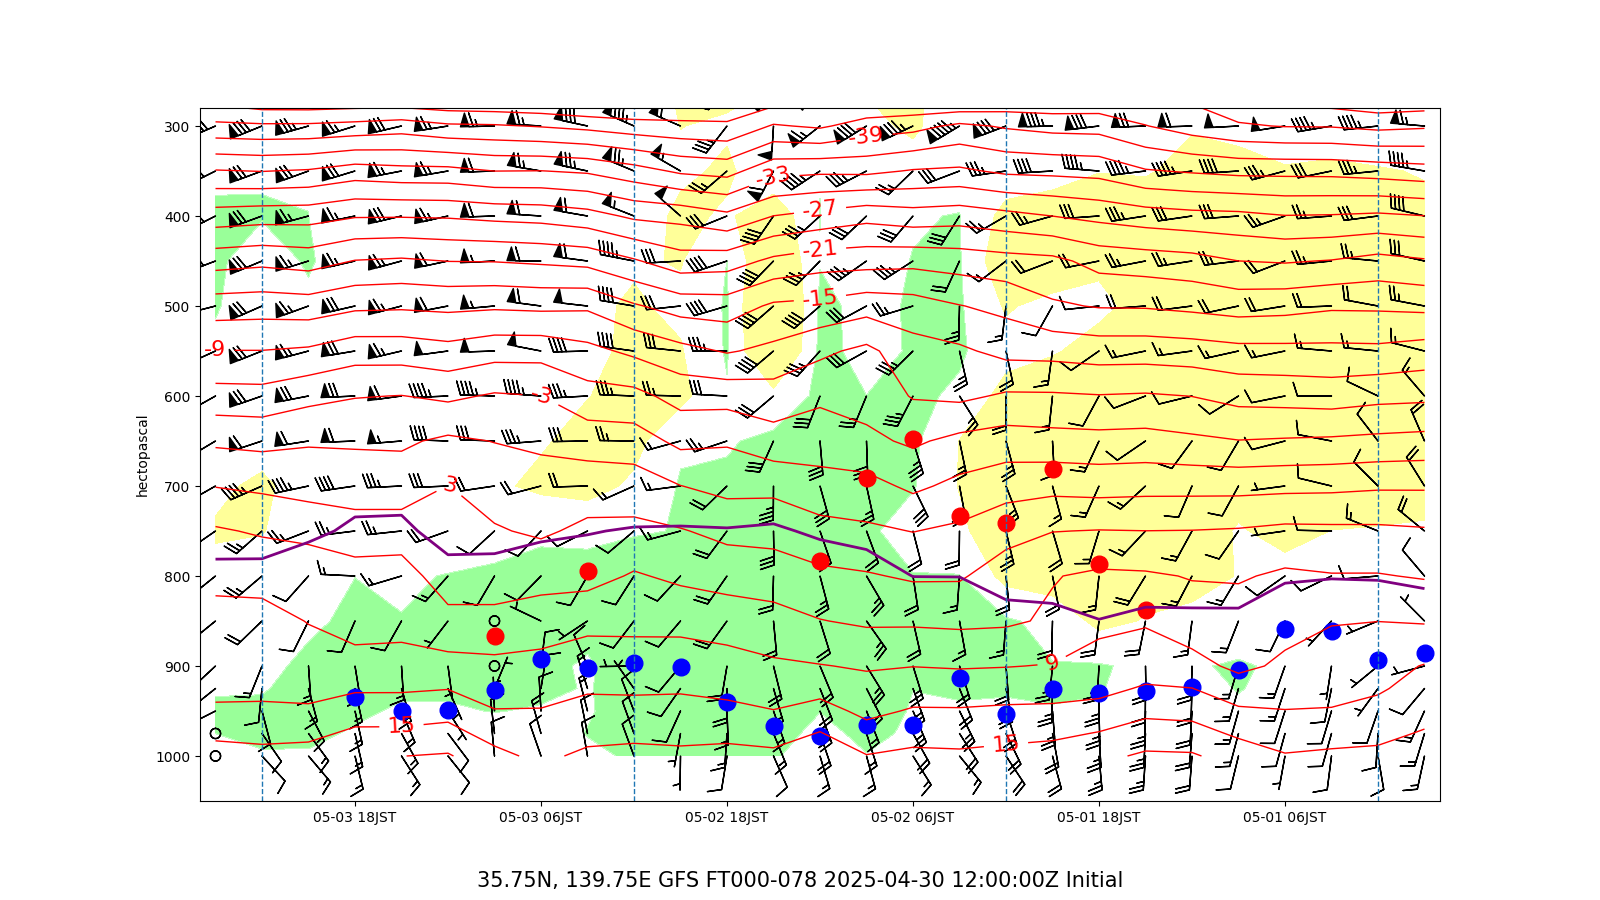 300
400
500
600
700
800
900
1000
hectopascal
-39
-33
-27
-21
-15
-9
-3
3
9
15
15
05-03 18JST
05-03 06JST
05-02 18JST
05-02 06JST
05-01 18JST
05-01 06JST
35.75N, 139.75E GFS FT000-078 2025-04-30 12:00:00Z Initial